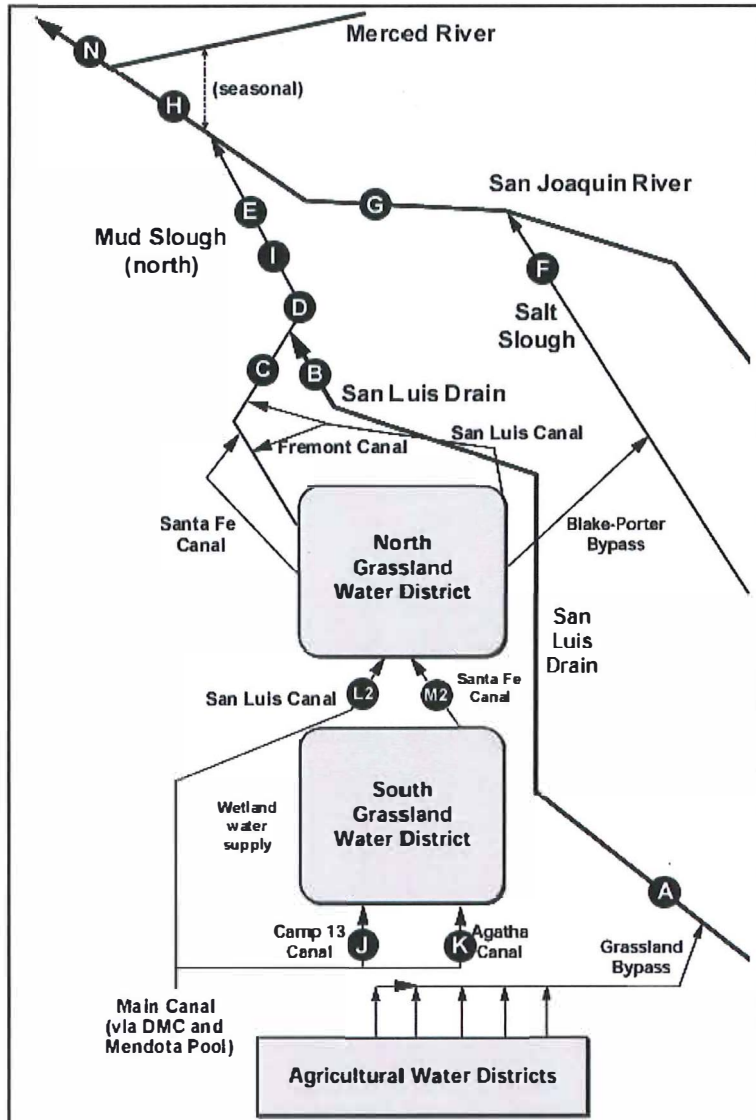 N
Merced River
(seasonal)
H
San Joaquin River
G
E
Mud Slough
(north)
I
F
Salt
Slough
D
C
B
San Luis Drain
San Luis Canal
Fremont Canal
Santa Fe
Canal
Blake-Porter
Bypass
North
Grassland
Water District
San
Luis
Drain
San Luis Canal
L2
M2
Santa Fe
Canal
South
Grassland
Water District
Wetland
water
supply
A
Camp 13
Canal
J
K
Agatha
Canal
Grassland
Bypass
Main Canal
(via DMC and
Mendota Pool)
Agricultural Water Districts